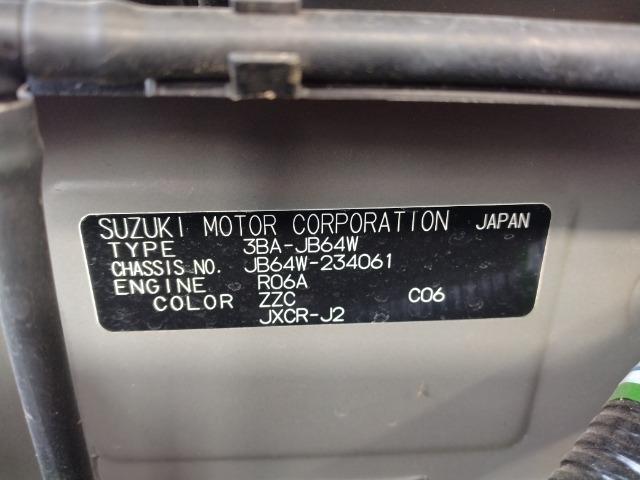 SUZUKI MOTOR CORPORATION JAPAN
TYPE 3BA-JB64W
CHASSIS NO. JB64W-234061
ENGINE R06A
COLOR ZZC C06
JXCR-J2